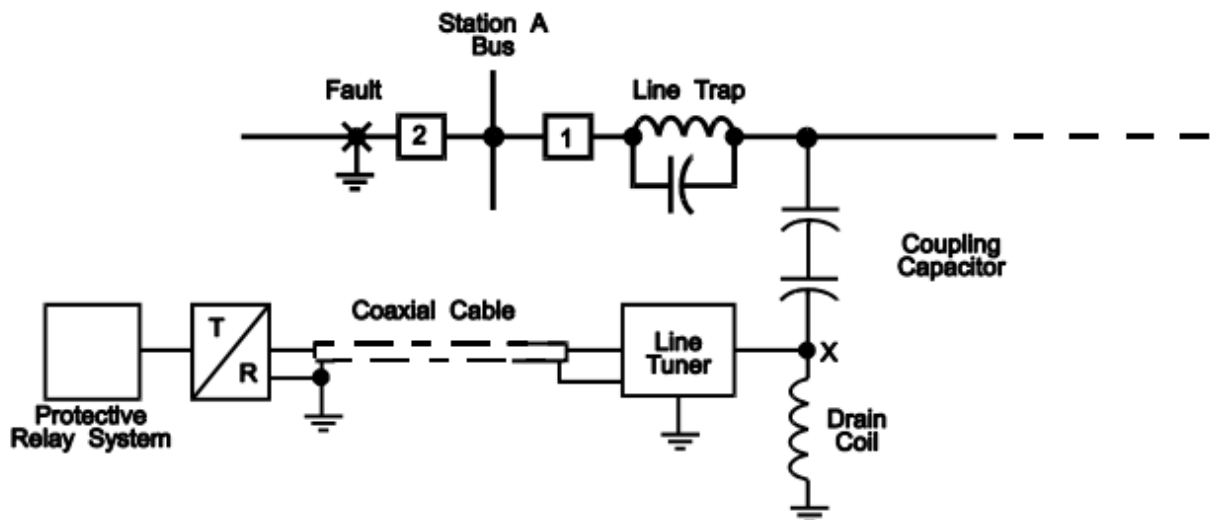 Station A
Bus
Fault
Line Trap
2
1
Coupling
Capacitor
Coaxial Cable
T
R
Line
Tuner
X
Protective
Relay System
Drain
Coil